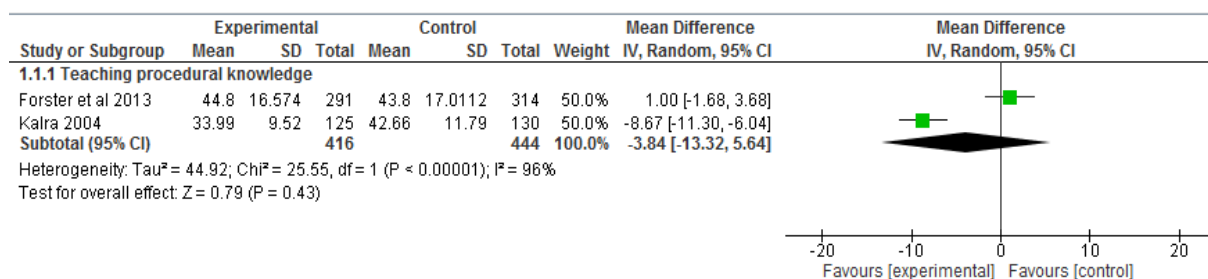 Experimental Control Mean Difference Mean Difference
Study or Subgroup Mean SD Total Mean SD Total Weight IV, Random, 95% CI IV, Random, 95% CI
1.1.1 Teaching procedural knowledge
Forster et al 2013 44.8 16.574 291 43.8 17.0112 314 50.0% 1.00 [-1.68, 3.68]
Kalra 2004 33.99 9.52 125 42.66 11.79 130 50.0% -8.67 [-11.30, -6.04]
Subtotal (95% CI) 416 444 100.0% -3.84 [-13.32, 5.64]
Heterogeneity: Tau² = 44.92; Chi² = 25.55, df = 1 (P < 0.00001); I² = 96%
Test for overall effect: Z = 0.79 (P = 0.43)
-20 -10 0 10 20
Favours [experimental] Favours [control]